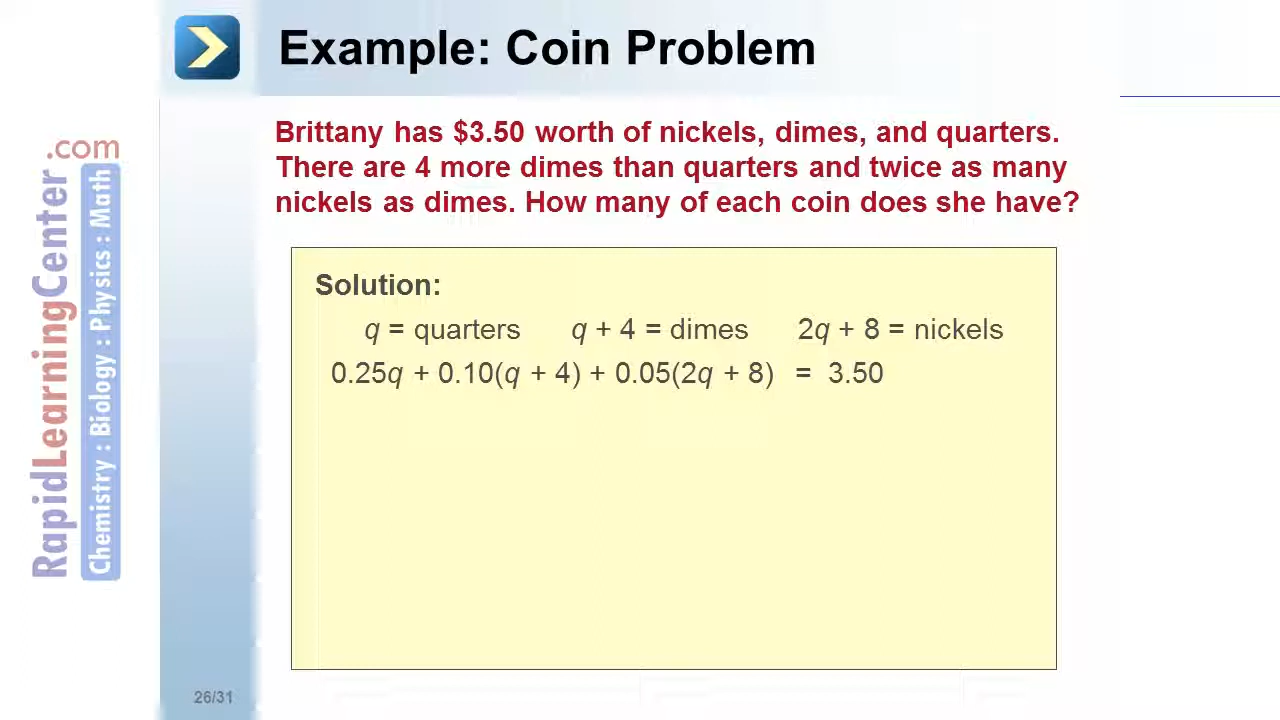 Example: Coin Problem
Brittany has $3.50 worth of nickels, dimes, and quarters.
There are 4 more dimes than quarters and twice as many
nickels as dimes. How many of each coin does she have?
Solution:
q = quarters q + 4 = dimes 2q + 8 = nickels
0.25q + 0.10(q + 4) + 0.05(2q + 8) = 3.50
RapidLearningCenter.com
Chemistry : Biology : Physics : Math
26/31